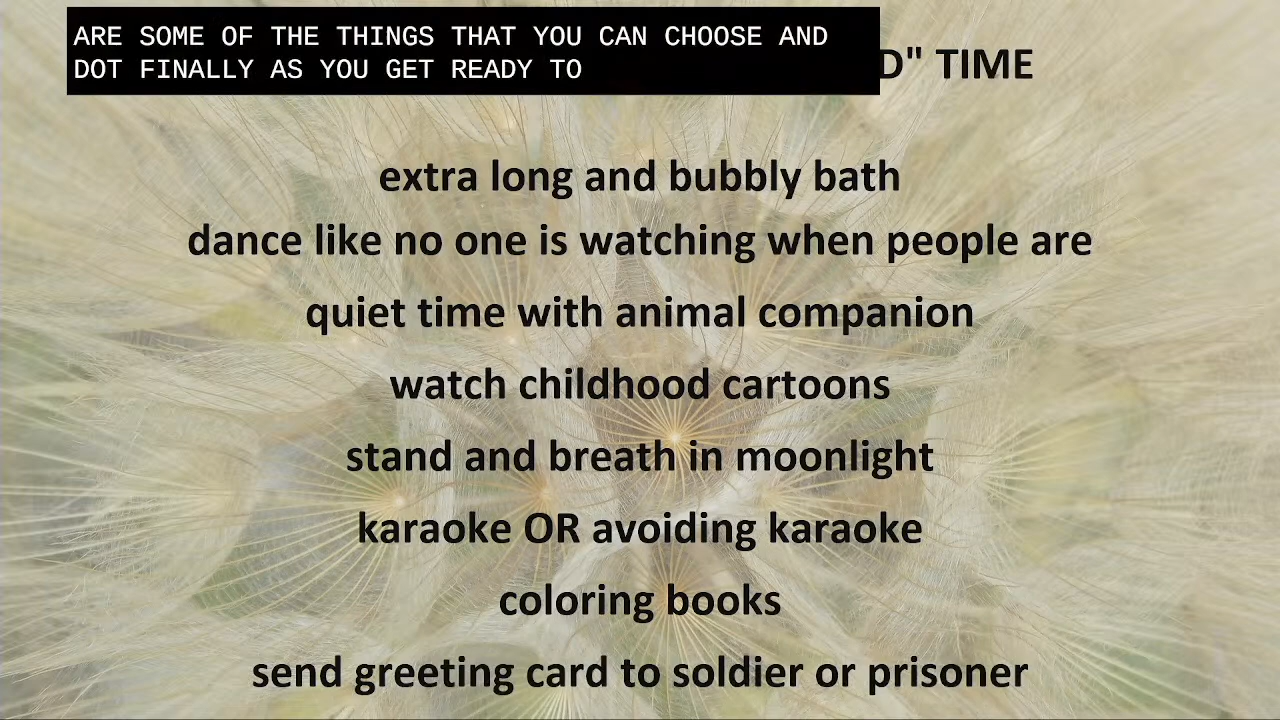 ARE SOME OF THE THINGS THAT YOU CAN CHOOSE AND
DOT FINALLY AS YOU GET READY TO
D" TIME
extra long and bubbly bath
dance like no one is watching when people are
quiet time with animal companion
watch childhood cartoons
stand and breath in moonlight
karaoke OR avoiding karaoke
coloring books
send greeting card to soldier or prisoner